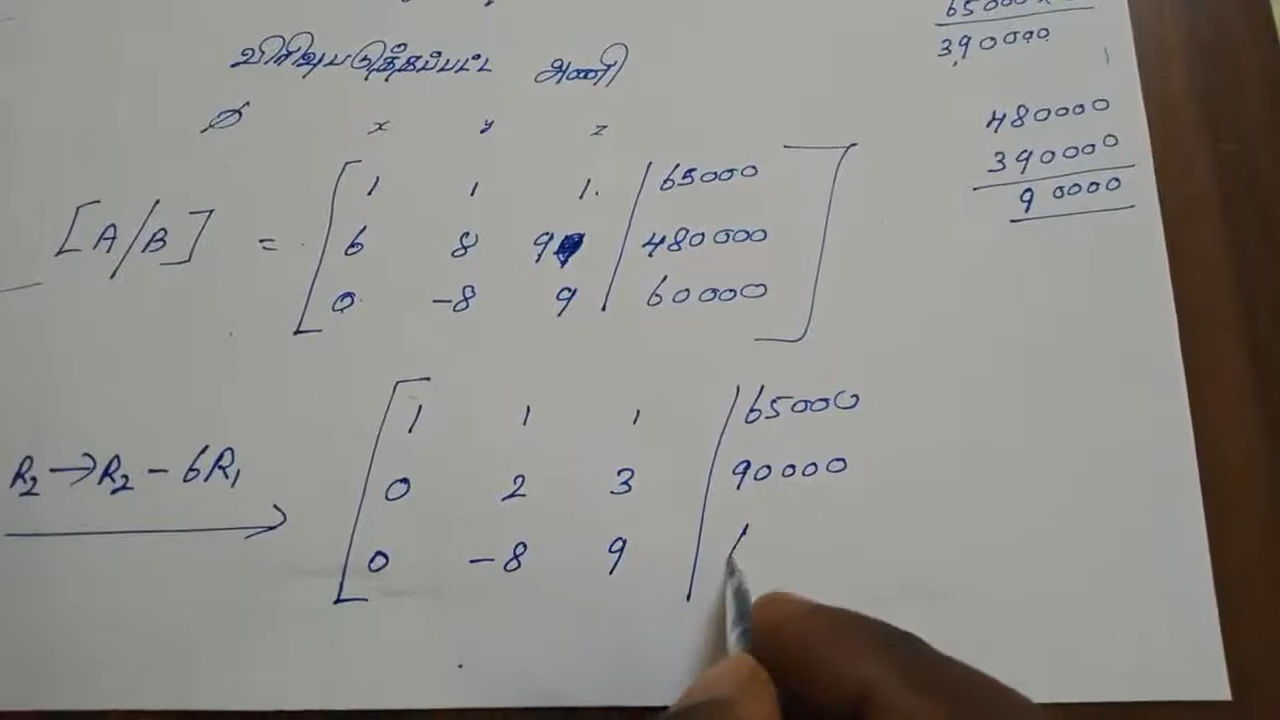 விரிவுபடுத்தப்பட்ட அணி
x y z
[A/B] = [ 1 1 1 | 65000 ]
6 8 9 | 480000
0 -8 9 | 60000
R₂→R₂ - 6R₁
[ 1 1 1 | 65000
0 2 3 | 90000
0 -8 9 |
390000
480000
390000
90000